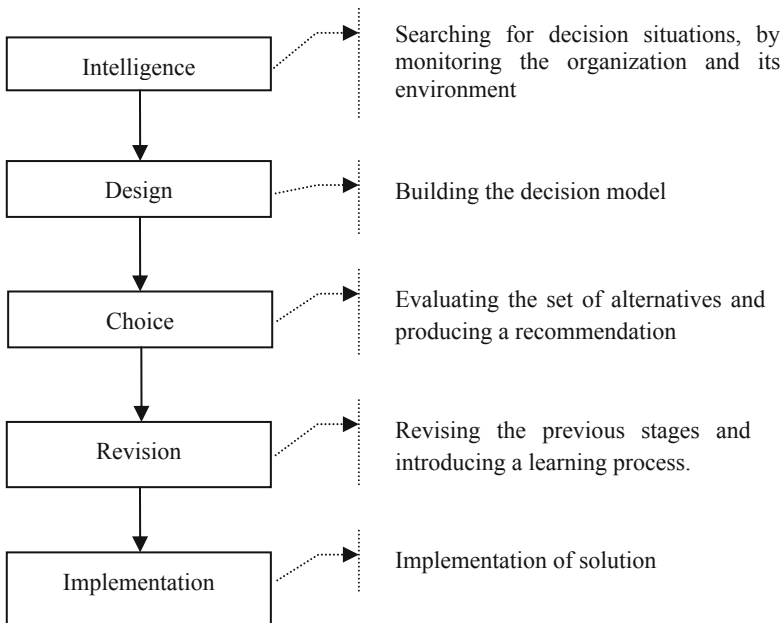 Intelligence
Searching for decision situations, by
monitoring the organization and its
environment
Design
Building the decision model
Choice
Evaluating the set of alternatives and
producing a recommendation
Revision
Revising the previous stages and
introducing a learning process.
Implementation
Implementation of solution